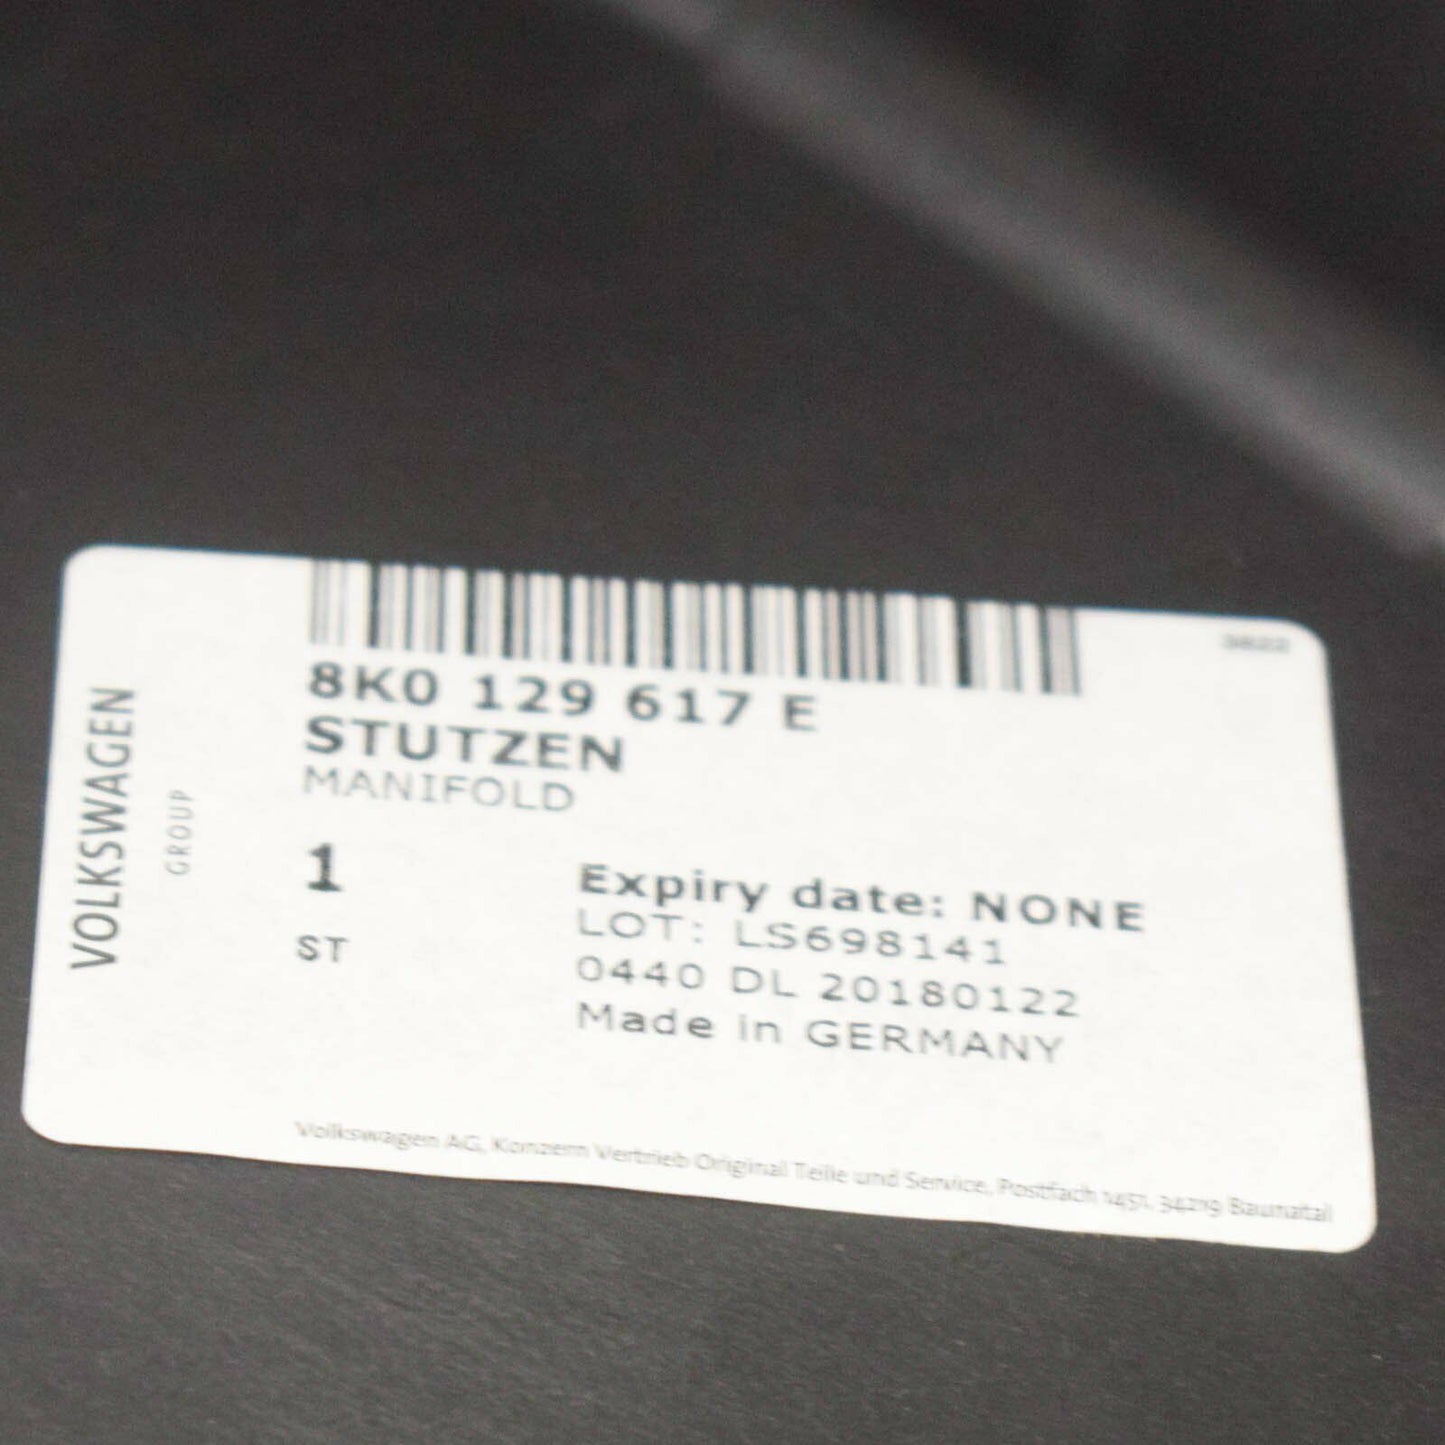 8K0 129 617 E
STUTZEN
MANIFOLD
1
ST
Expiry date: NONE
LOT: LS698141
0440 DL 20180122
Made in GERMANY
VOLKSWAGEN
GROUP
Volkswagen AG, Konzern Vertrieb Original Teile und Service, Postfach 1451, 34219 Baunatal